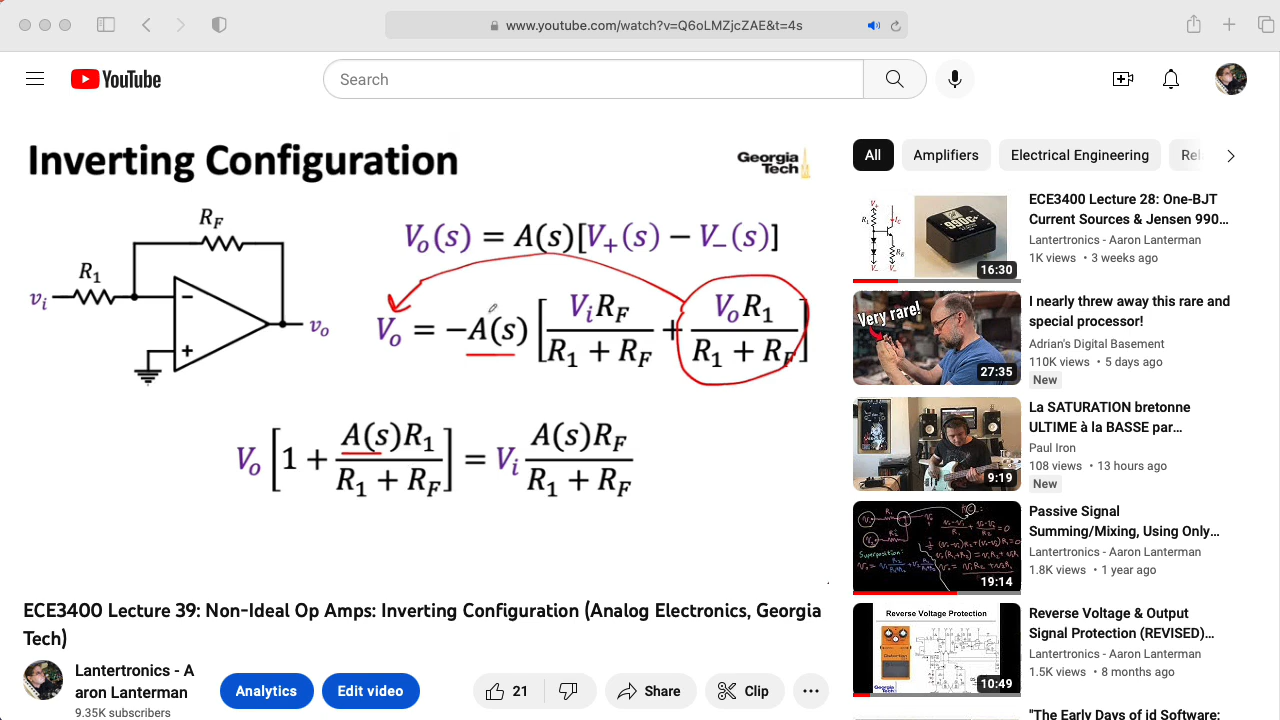 www.youtube.com/watch?v=Q6oLMZjcZAE&t=4s
YouTube
Search
Inverting Configuration
Georgia
Tech
R_F
R_1
v_i
v_o
−
+
V_o(s) = A(s)[V_+(s) − V_−(s)]
V_o = −A(s) [ V_i R_F / (R_1 + R_F) + V_o R_1 / (R_1 + R_F) ]
V_o [ 1 + A(s)R_1 / (R_1 + R_F) ] = V_i A(s)R_F / (R_1 + R_F)
ECE3400 Lecture 39: Non-Ideal Op Amps: Inverting Configuration (Analog Electronics, Georgia
Tech)
Lantertronics - A
aron Lanterman
9.35K subscribers
Analytics
Edit video
21
Share
Clip
All
Amplifiers
Electrical Engineering
Rel
16:30
ECE3400 Lecture 28: One-BJT
Current Sources & Jensen 990…
Lantertronics - Aaron Lanterman
1K views • 3 weeks ago
Very rare!
27:35
I nearly threw away this rare and
special processor!
Adrian's Digital Basement
110K views • 5 days ago
New
9:19
La SATURATION bretonne
ULTIME à la BASSE par…
Paul Iron
108 views • 13 hours ago
New
Superposition:
19:14
Passive Signal
Summing/Mixing, Using Only…
Lantertronics - Aaron Lanterman
1.8K views • 1 year ago
Reverse Voltage Protection
Georgia
Tech
10:49
Reverse Voltage & Output
Signal Protection (REVISED)…
Lantertronics - Aaron Lanterman
1.5K views • 8 months ago
"The Early Days of id Software: